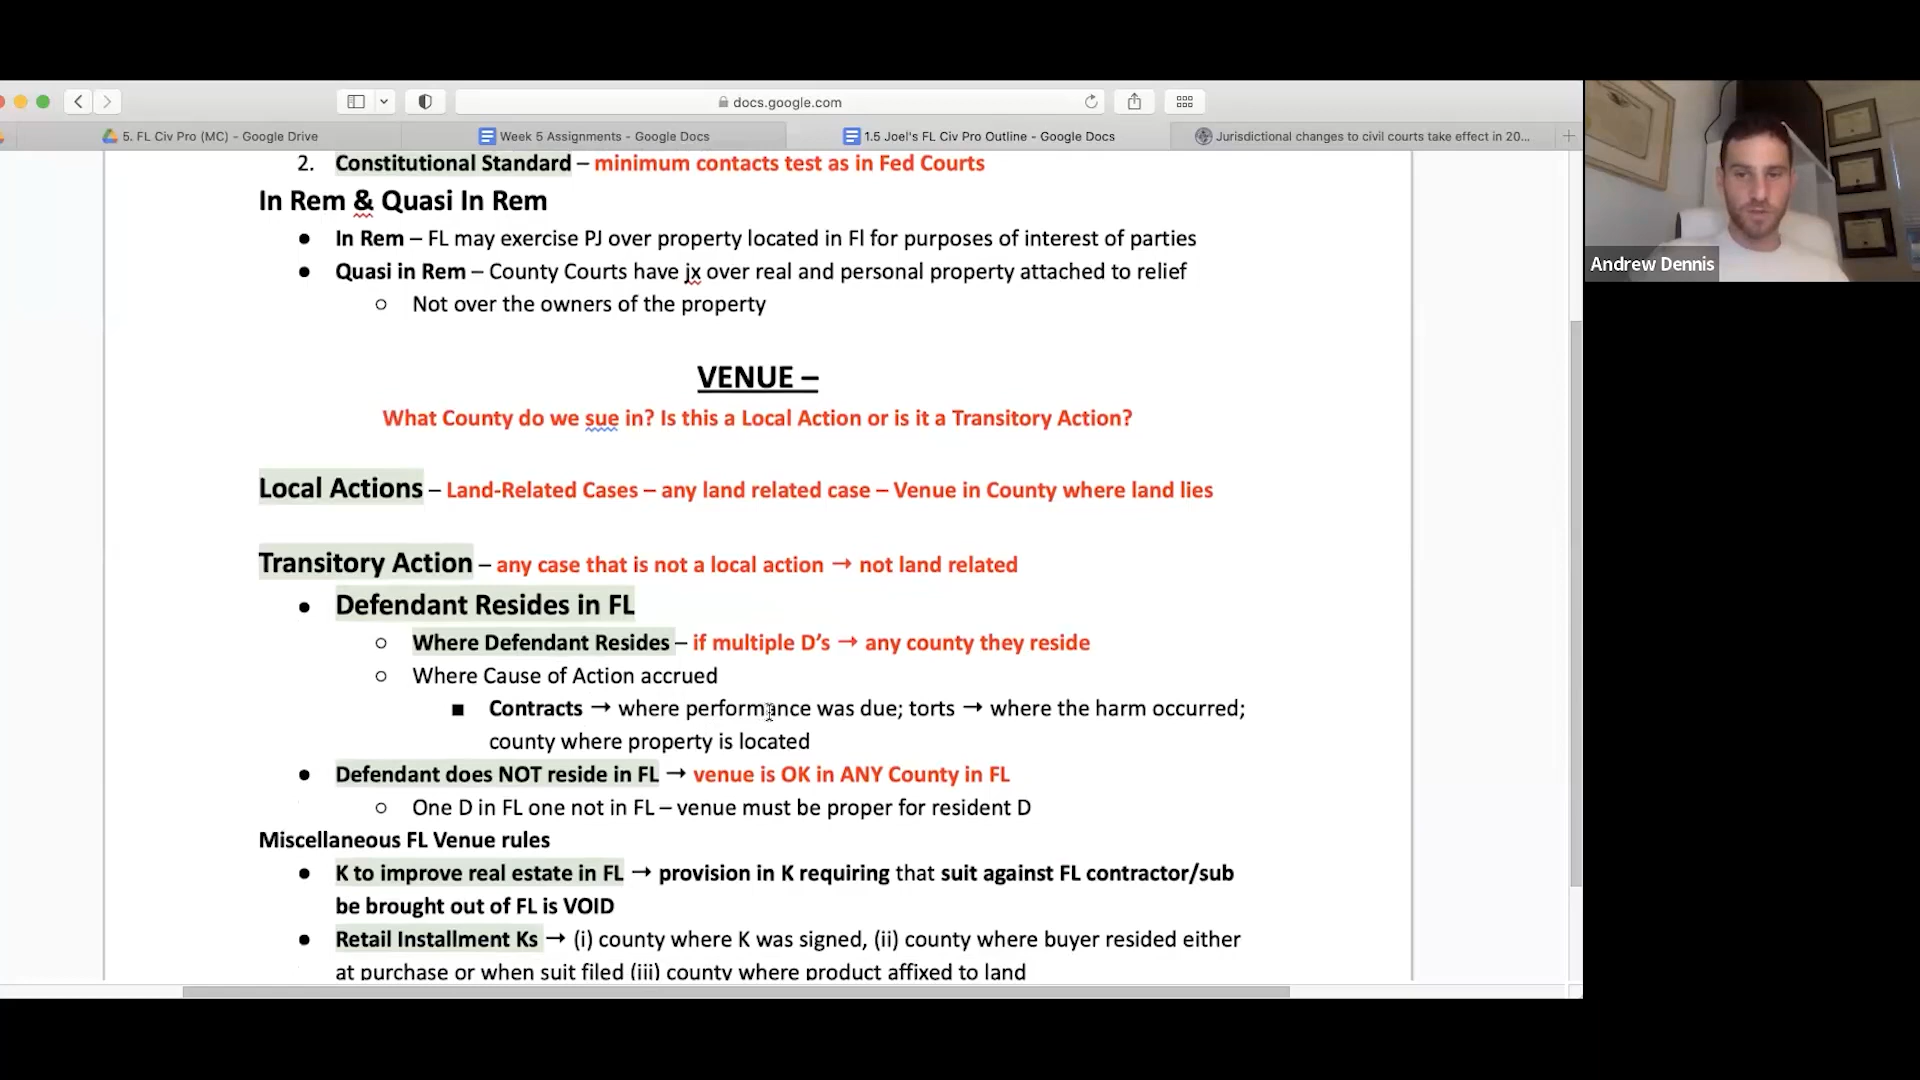 docs.google.com
5. FL Civ Pro (MC) – Google Drive
Week 5 Assignments - Google Docs
1.5 Joel's FL Civ Pro Outline - Google Docs
Jurisdictional changes to civil courts take effect in 20...
2. Constitutional Standard – minimum contacts test as in Fed Courts
In Rem & Quasi In Rem
● In Rem – FL may exercise PJ over property located in Fl for purposes of interest of parties
● Quasi in Rem – County Courts have jx over real and personal property attached to relief
○ Not over the owners of the property
VENUE –
What County do we sue in? Is this a Local Action or is it a Transitory Action?
Local Actions – Land-Related Cases – any land related case – Venue in County where land lies
Transitory Action – any case that is not a local action → not land related
● Defendant Resides in FL
○ Where Defendant Resides – if multiple D's → any county they reside
○ Where Cause of Action accrued
■ Contracts → where performance was due; torts → where the harm occurred;
county where property is located
● Defendant does NOT reside in FL → venue is OK in ANY County in FL
○ One D in FL one not in FL – venue must be proper for resident D
Miscellaneous FL Venue rules
● K to improve real estate in FL → provision in K requiring that suit against FL contractor/sub
be brought out of FL is VOID
● Retail Installment Ks → (i) county where K was signed, (ii) county where buyer resided either
at purchase or when suit filed (iii) county where product affixed to land
Andrew Dennis